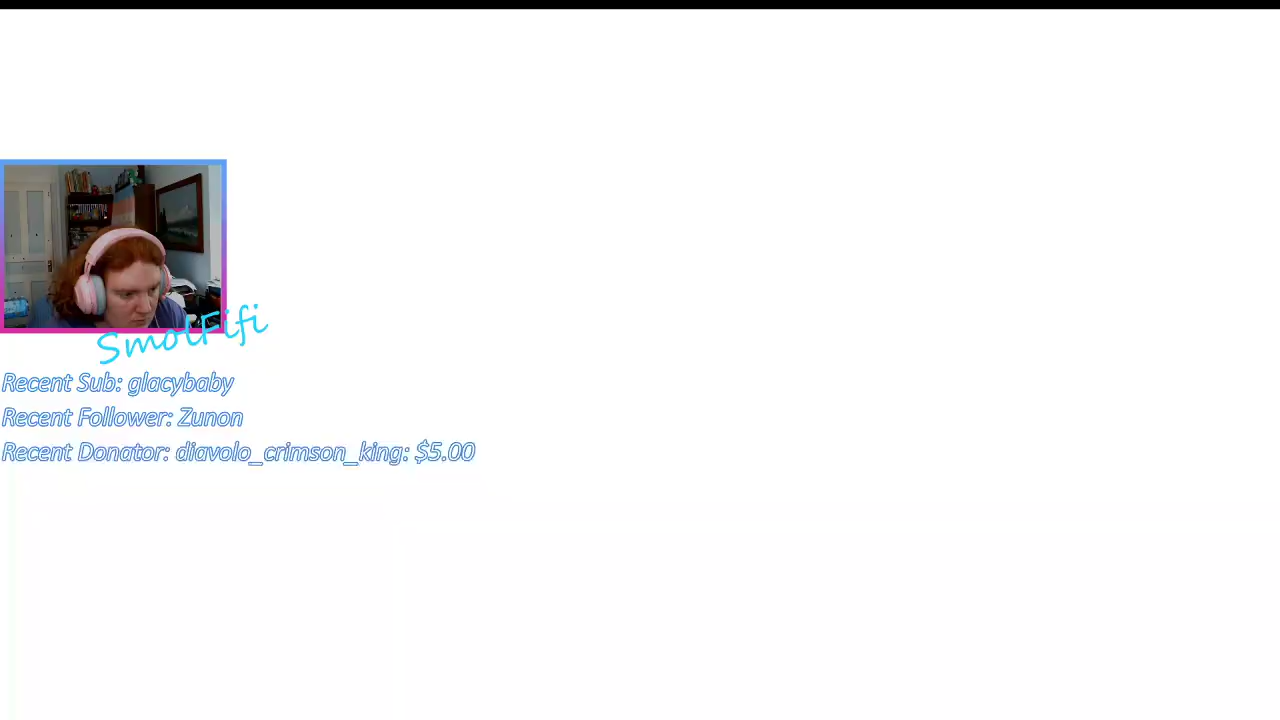 SmolFifi
Recent Sub: glacybaby
Recent Follower: Zunon
Recent Donator: diavolo_crimson_king: $5.00